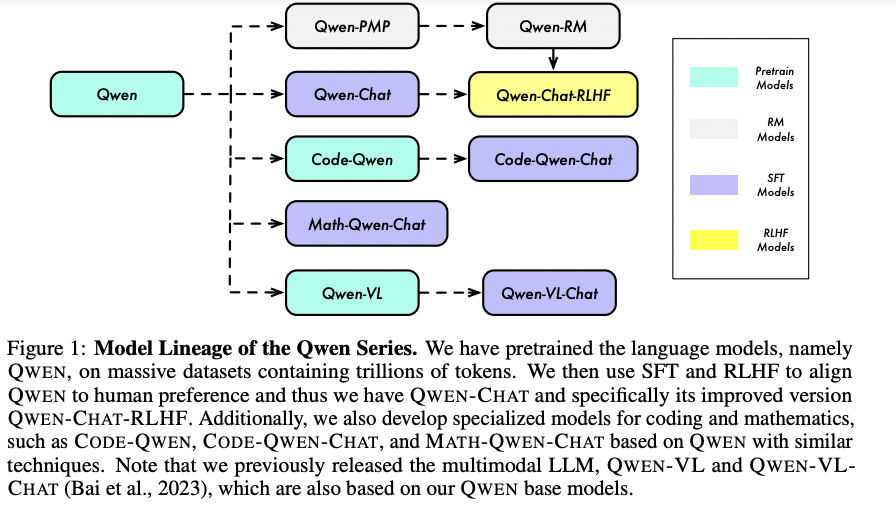 Qwen-PMP
Qwen-RM
Qwen
Qwen-Chat
Qwen-Chat-RLHF
Code-Qwen
Code-Qwen-Chat
Math-Qwen-Chat
Qwen-VL
Qwen-VL-Chat
Pretrain
Models
RM
Models
SFT
Models
RLHF
Models
Figure 1: Model Lineage of the Qwen Series. We have pretrained the language models, namely
QWEN, on massive datasets containing trillions of tokens. We then use SFT and RLHF to align
QWEN to human preference and thus we have QWEN-CHAT and specifically its improved version
QWEN-CHAT-RLHF. Additionally, we also develop specialized models for coding and mathematics,
such as CODE-QWEN, CODE-QWEN-CHAT, and MATH-QWEN-CHAT based on QWEN with similar
techniques. Note that we previously released the multimodal LLM, QWEN-VL and QWEN-VL-
CHAT (Bai et al., 2023), which are also based on our QWEN base models.